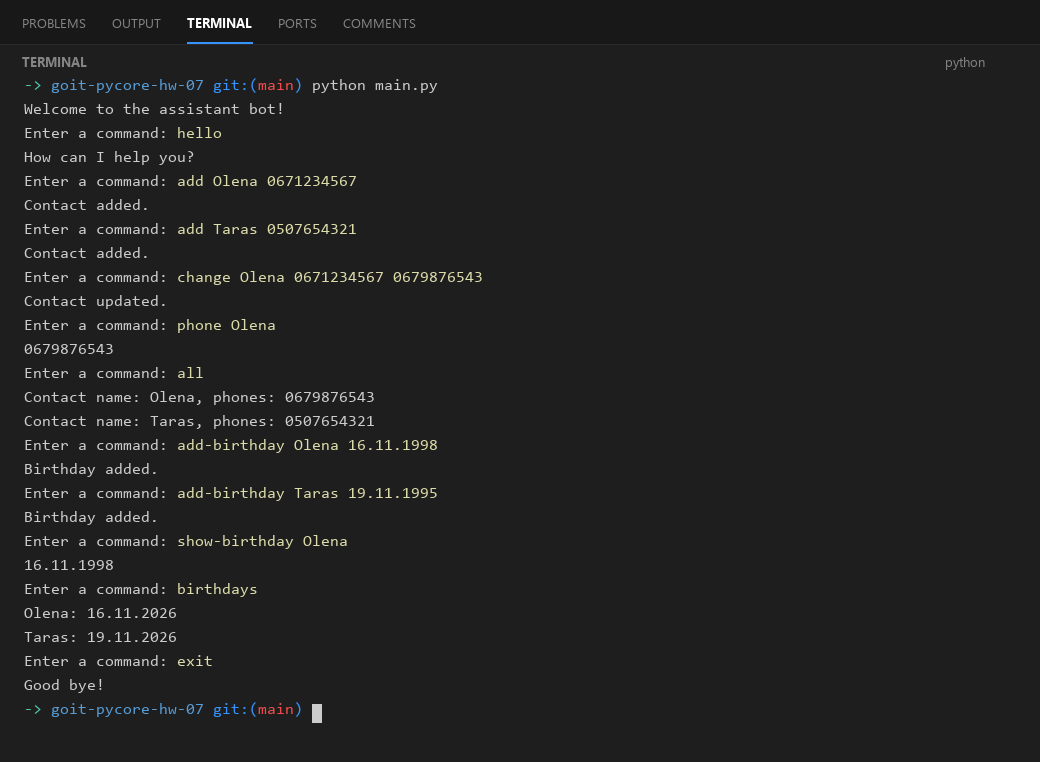 PROBLEMS OUTPUT TERMINAL PORTS COMMENTS
TERMINAL python
-> goit-pycore-hw-07 git:(main) python main.py
Welcome to the assistant bot!
Enter a command: hello
How can I help you?
Enter a command: add Olena 0671234567
Contact added.
Enter a command: add Taras 0507654321
Contact added.
Enter a command: change Olena 0671234567 0679876543
Contact updated.
Enter a command: phone Olena
0679876543
Enter a command: all
Contact name: Olena, phones: 0679876543
Contact name: Taras, phones: 0507654321
Enter a command: add-birthday Olena 16.11.1998
Birthday added.
Enter a command: add-birthday Taras 19.11.1995
Birthday added.
Enter a command: show-birthday Olena
16.11.1998
Enter a command: birthdays
Olena: 16.11.2026
Taras: 19.11.2026
Enter a command: exit
Good bye!
-> goit-pycore-hw-07 git:(main)